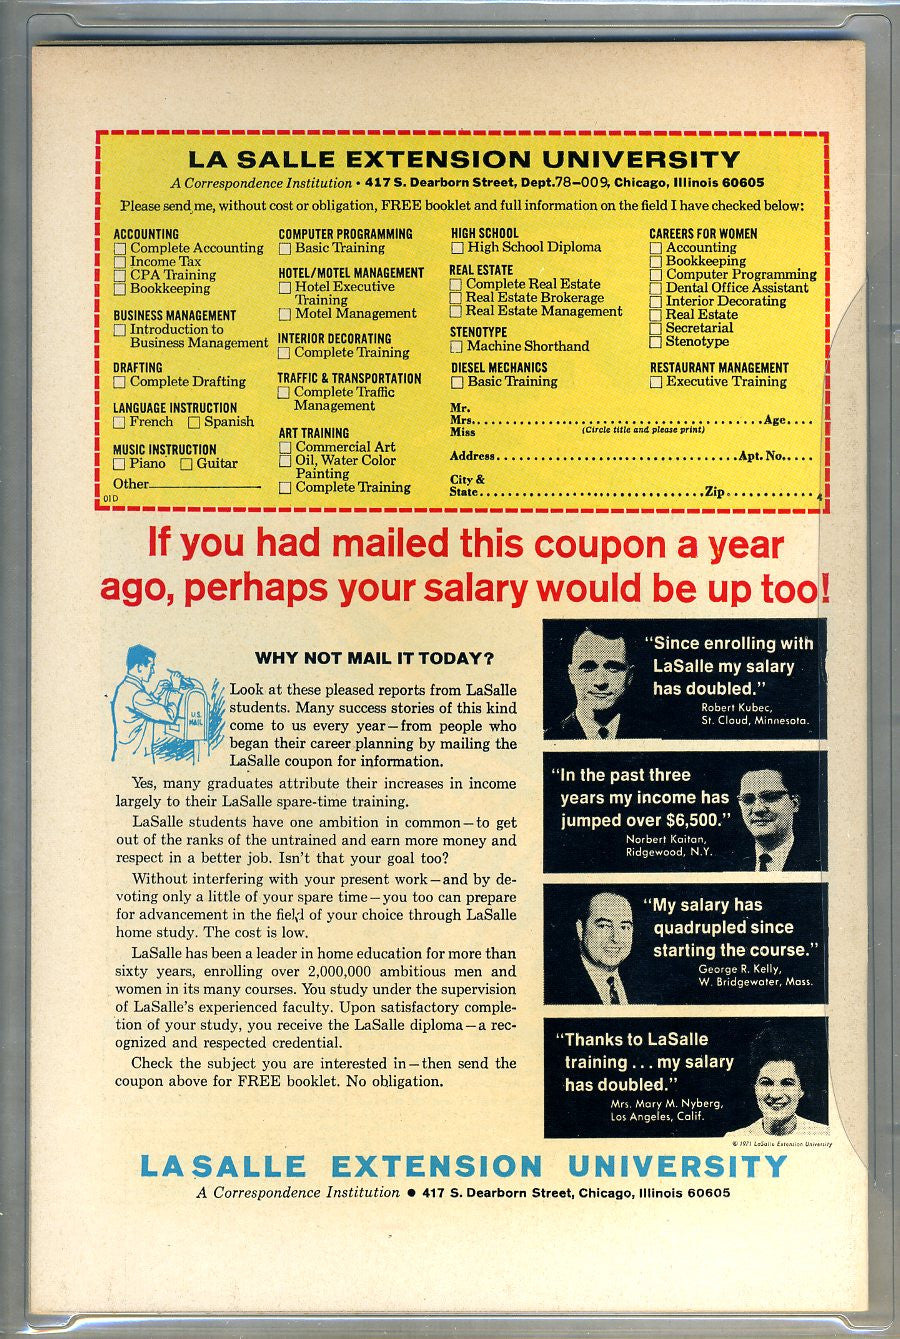 LA SALLE EXTENSION UNIVERSITY
A Correspondence Institution • 417 S. Dearborn Street, Dept.78-009, Chicago, Illinois 60605
Please send me, without cost or obligation, FREE booklet and full information on the field I have checked below:
ACCOUNTING
Complete Accounting
Income Tax
CPA Training
Bookkeeping
BUSINESS MANAGEMENT
Introduction to
Business Management
DRAFTING
Complete Drafting
LANGUAGE INSTRUCTION
French Spanish
MUSIC INSTRUCTION
Piano Guitar
Other
01D
COMPUTER PROGRAMMING
Basic Training
HOTEL/MOTEL MANAGEMENT
Hotel Executive
Training
Motel Management
INTERIOR DECORATING
Complete Training
TRAFFIC & TRANSPORTATION
Complete Traffic
Management
ART TRAINING
Commercial Art
Oil, Water Color
Painting
Complete Training
HIGH SCHOOL
High School Diploma
REAL ESTATE
Complete Real Estate
Real Estate Brokerage
Real Estate Management
STENOTYPE
Machine Shorthand
DIESEL MECHANICS
Basic Training
CAREERS FOR WOMEN
Accounting
Bookkeeping
Computer Programming
Dental Office Assistant
Interior Decorating
Real Estate
Secretarial
Stenotype
RESTAURANT MANAGEMENT
Executive Training
Mr.
Mrs. Age
Miss (Circle title and please print)
Address Apt. No.
City &
State Zip
If you had mailed this coupon a year
ago, perhaps your salary would be up too!
WHY NOT MAIL IT TODAY?
U.S.
MAIL
Look at these pleased reports from LaSalle
students. Many success stories of this kind
come to us every year—from people who
began their career planning by mailing the
LaSalle coupon for information.
Yes, many graduates attribute their increases in income
largely to their LaSalle spare-time training.
LaSalle students have one ambition in common—to get
out of the ranks of the untrained and earn more money and
respect in a better job. Isn't that your goal too?
Without interfering with your present work—and by de-
voting only a little of your spare time—you too can prepare
for advancement in the field of your choice through LaSalle
home study. The cost is low.
LaSalle has been a leader in home education for more than
sixty years, enrolling over 2,000,000 ambitious men and
women in its many courses. You study under the supervision
of LaSalle's experienced faculty. Upon satisfactory comple-
tion of your study, you receive the LaSalle diploma—a rec-
ognized and respected credential.
Check the subject you are interested in—then send the
coupon above for FREE booklet. No obligation.
"Since enrolling with
LaSalle my salary
has doubled."
Robert Kubec,
St. Cloud, Minnesota.
"In the past three
years my income has
jumped over $6,500."
Norbert Kaitan,
Ridgewood, N.Y.
"My salary has
quadrupled since
starting the course."
George R. Kelly,
W. Bridgewater, Mass.
"Thanks to LaSalle
training ... my salary
has doubled."
Mrs. Mary M. Nyberg,
Los Angeles, Calif.
© 1971 LaSalle Extension University
LA SALLE EXTENSION UNIVERSITY
A Correspondence Institution • 417 S. Dearborn Street, Chicago, Illinois 60605